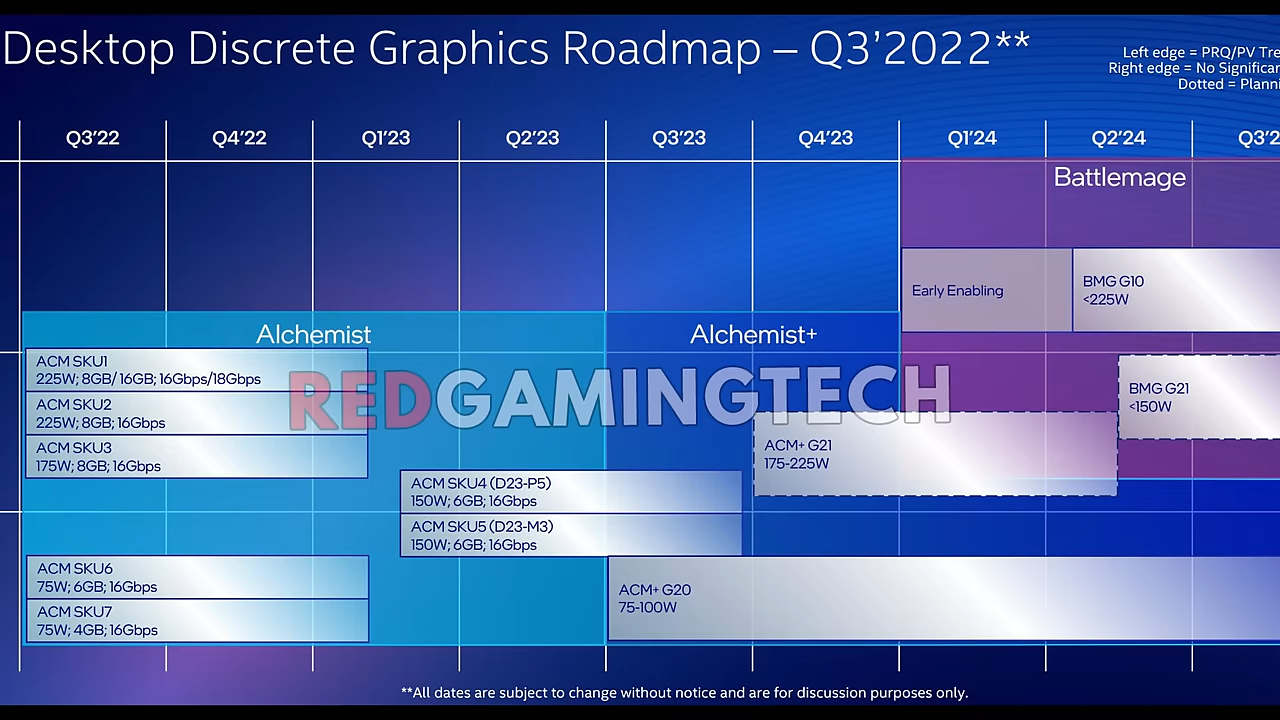 Desktop Discrete Graphics Roadmap – Q3'2022**
Left edge = PRQ/PV
Right edge = No
Dotted =
Q3'22
Q4'22
Q1'23
Q2'23
Q3'23
Q4'23
Q1'24
Q2'24
Battlemage
Early Enabling
BMG G10
<225W
Alchemist
Alchemist+
ACM SKU1
225W; 8GB/ 16GB; 16Gbps/18Gbps
ACM SKU2
225W; 8GB; 16Gbps
ACM SKU3
175W; 8GB; 16Gbps
REDGAMINGTECH
BMG G21
<150W
ACM+ G21
175-225W
ACM SKU4 (D23-P5)
150W; 6GB; 16Gbps
ACM SKU5 (D23-M3)
150W; 6GB; 16Gbps
ACM SKU6
75W; 6GB; 16Gbps
ACM SKU7
75W; 4GB; 16Gbps
ACM+ G20
75-100W
**All dates are subject to change without notice and are for discussion purposes only.